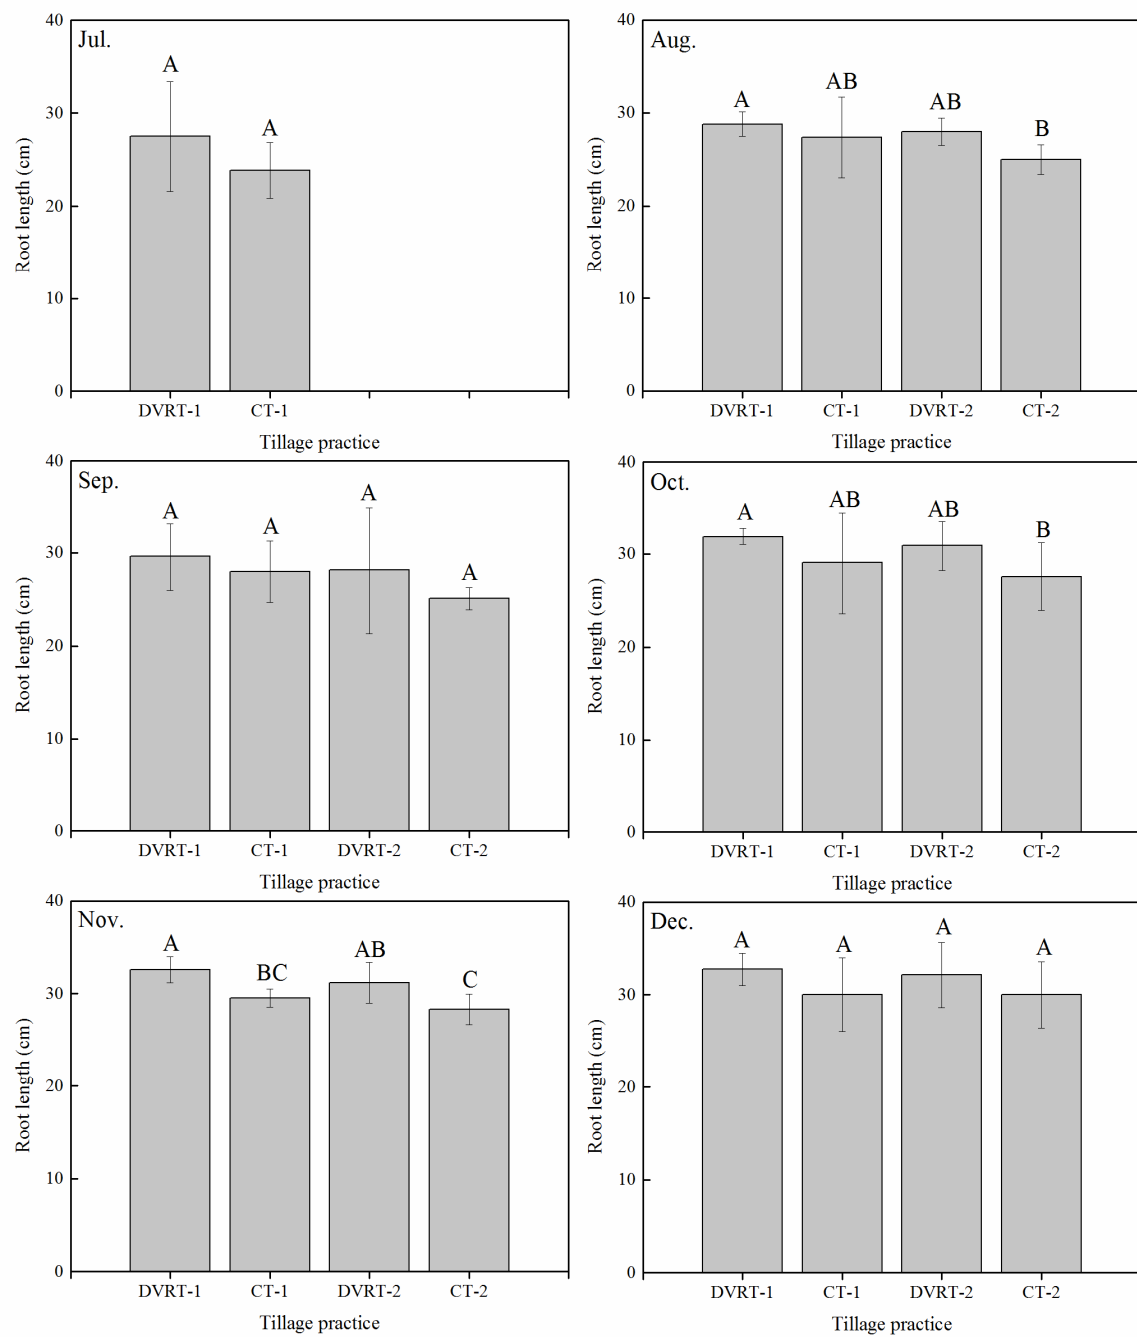 Jul.
40
30
20
10
0
Root length (cm)
A
A
DVRT-1 CT-1
Tillage practice
Aug.
40
30
20
10
0
Root length (cm)
A
AB
AB
B
DVRT-1 CT-1 DVRT-2 CT-2
Tillage practice
Sep.
40
30
20
10
0
Root length (cm)
A
A
A
A
DVRT-1 CT-1 DVRT-2 CT-2
Tillage practice
Oct.
40
30
20
10
0
Root length (cm)
A
AB
AB
B
DVRT-1 CT-1 DVRT-2 CT-2
Tillage practice
Nov.
40
30
20
10
0
Root length (cm)
A
BC
AB
C
DVRT-1 CT-1 DVRT-2 CT-2
Tillage practice
Dec.
40
30
20
10
0
Root length (cm)
A
A
A
A
DVRT-1 CT-1 DVRT-2 CT-2
Tillage practice